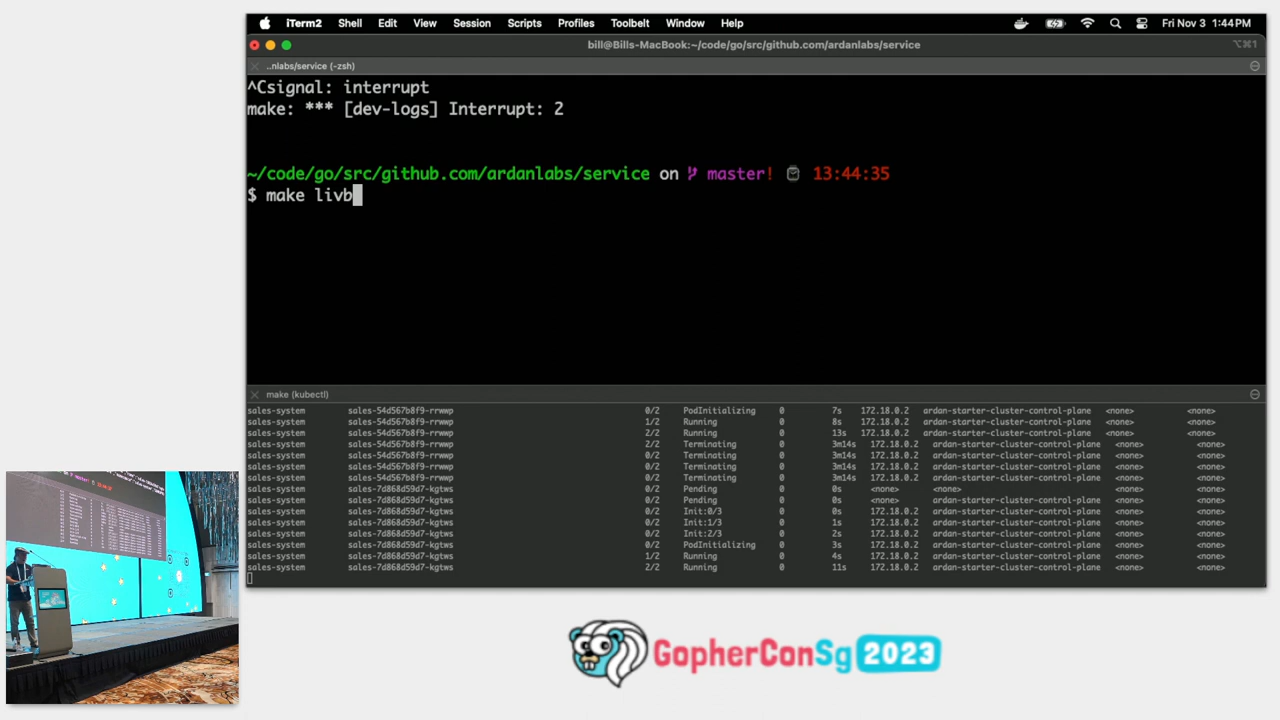 iTerm2 Shell Edit View Session Scripts Profiles Toolbelt Window Help Fri Nov 3 1:44 PM
bill@Bills-MacBook:~/code/go/src/github.com/ardanlabs/service ⌥⌘1
..nlabs/service (-zsh)
^Csignal: interrupt
make: *** [dev-logs] Interrupt: 2
~/code/go/src/github.com/ardanlabs/service on master! 13:44:35
$ make livb
make (kubectl)
sales-system sales-54d567b8f9-rrwwp 0/2 PodInitializing 0 7s 172.18.0.2 ardan-starter-cluster-control-plane <none> <none>
sales-system sales-54d567b8f9-rrwwp 1/2 Running 0 8s 172.18.0.2 ardan-starter-cluster-control-plane <none> <none>
sales-system sales-54d567b8f9-rrwwp 2/2 Running 0 13s 172.18.0.2 ardan-starter-cluster-control-plane <none> <none>
sales-system sales-54d567b8f9-rrwwp 2/2 Terminating 0 3m14s 172.18.0.2 ardan-starter-cluster-control-plane <none> <none>
sales-system sales-54d567b8f9-rrwwp 0/2 Terminating 0 3m14s 172.18.0.2 ardan-starter-cluster-control-plane <none> <none>
sales-system sales-54d567b8f9-rrwwp 0/2 Terminating 0 3m14s 172.18.0.2 ardan-starter-cluster-control-plane <none> <none>
sales-system sales-54d567b8f9-rrwwp 0/2 Terminating 0 3m14s 172.18.0.2 ardan-starter-cluster-control-plane <none> <none>
sales-system sales-7d868d59d7-kgtws 0/2 Pending 0 0s <none> <none> <none> <none>
sales-system sales-7d868d59d7-kgtws 0/2 Pending 0 0s <none> ardan-starter-cluster-control-plane <none> <none>
sales-system sales-7d868d59d7-kgtws 0/2 Init:0/3 0 0s 172.18.0.2 ardan-starter-cluster-control-plane <none> <none>
sales-system sales-7d868d59d7-kgtws 0/2 Init:1/3 0 1s 172.18.0.2 ardan-starter-cluster-control-plane <none> <none>
sales-system sales-7d868d59d7-kgtws 0/2 Init:2/3 0 2s 172.18.0.2 ardan-starter-cluster-control-plane <none> <none>
sales-system sales-7d868d59d7-kgtws 0/2 PodInitializing 0 3s 172.18.0.2 ardan-starter-cluster-control-plane <none> <none>
sales-system sales-7d868d59d7-kgtws 1/2 Running 0 4s 172.18.0.2 ardan-starter-cluster-control-plane <none> <none>
sales-system sales-7d868d59d7-kgtws 2/2 Running 0 11s 172.18.0.2 ardan-starter-cluster-control-plane <none> <none>
GopherConSg 2023